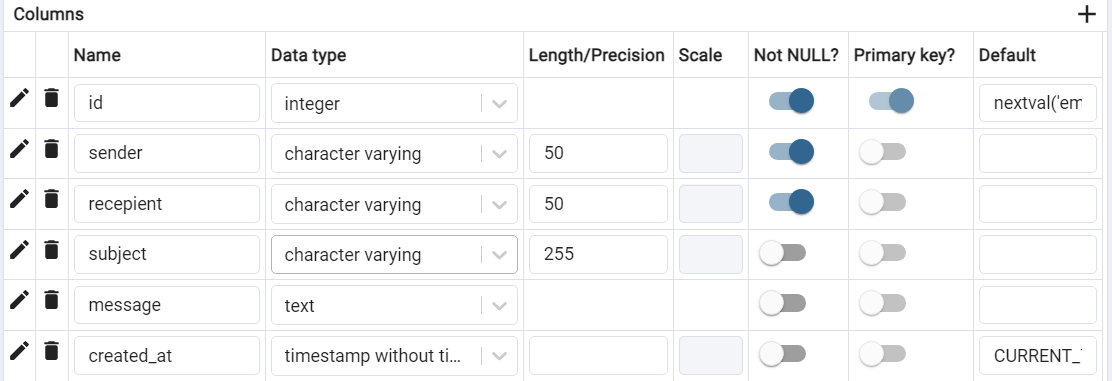 Columns
Name Data type Length/Precision Scale Not NULL? Primary key? Default
id integer nextval('em
sender character varying 50
recepient character varying 50
subject character varying 255
message text
created_at timestamp without ti... CURRENT_